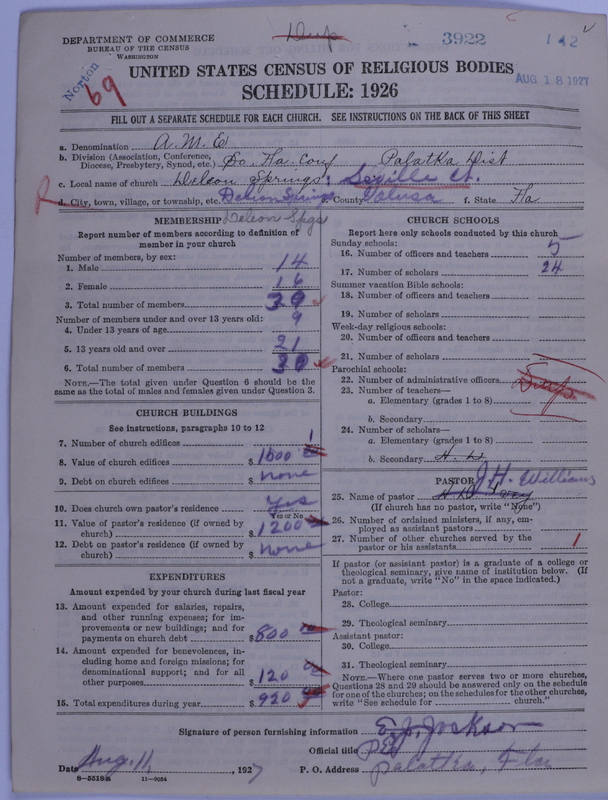 DEPARTMENT OF COMMERCE
BUREAU OF THE CENSUS
WASHINGTON
Dup
3922
Norton
69
AUG 18 1927
UNITED STATES CENSUS OF RELIGIOUS BODIES
SCHEDULE: 1926
FILL OUT A SEPARATE SCHEDULE FOR EACH CHURCH. SEE INSTRUCTIONS ON THE BACK OF THIS SHEET
a. Denomination A.M.E
b. Division (Association, Conference, Diocese, Presbytery, Synod, etc.) So. Fla. Conf Palatka Dist
c. Local name of church Deleon Springs: Seville Ct.
d. City, town, village, or township, etc. Deleon Springs e. County Volusia f. State Fla
Deleon Spgs
MEMBERSHIP
Report number of members according to definition of
member in your church
Number of members, by sex:
1. Male 14
2. Female 16
3. Total number of members 30
Number of members under and over 13 years old:
4. Under 13 years of age 9
5. 13 years old and over 21
6. Total number of members 30
NOTE.—The total given under Question 6 should be
same as the total of males and females given under Question 3.
CHURCH BUILDINGS
See instructions, paragraphs 10 to 12
7. Number of church edifices 1
8. Value of church edifices $ 1500
9. Debt on church edifices $ none
10. Does church own pastor's residence? Yes
Yes or No
11. Value of pastor's residence (if owned by
church) $ 1200
12. Debt on pastor's residence (if owned by
church) $ none
EXPENDITURES
Amount expended by your church during last fiscal year
13. Amount expended for salaries, repairs,
and other running expenses; for im-
provements or new buildings; and for
payments on church debt $ 800
14. Amount expended for benevolences, in-
cluding home and foreign missions; for
denominational support; and for all
other purposes $ 120
15. Total expenditures during year $ 920
CHURCH SCHOOLS
Report here only schools conducted by this church
Sunday schools:
16. Number of officers and teachers 5
17. Number of scholars 24
Summer vacation Bible schools:
18. Number of officers and teachers
19. Number of scholars
Week-day religious schools:
20. Number of officers and teachers
21. Number of scholars
Parochial schools:
22. Number of administrative officers
23. Number of teachers—
a. Elementary (grades 1 to 8)
Dup
b. Secondary
24. Number of scholars—
a. Elementary (grades 1 to 8)
b. Secondary
PASTOR
J.H. Williams
25. Name of pastor
(If church has no pastor, write "None")
26. Number of ordained ministers, if any, em-
ployed as assistant pastors
27. Number of other churches served by the
pastor or his assistants 1
If pastor (or assistant pastor) is a graduate of a college or
theological seminary, give name of institution below. (If
not a graduate, write "No" in the space indicated.)
Pastor:
28. College
29. Theological seminary
Assistant pastor:
30. College
31. Theological seminary
NOTE.—Where one pastor serves two or more churches,
Questions 28 and 29 should be answered only on the schedule
for one of the churches; on the schedules for the other churches,
write "See schedule for church."
Signature of person furnishing information E.J. Jackson
Official title P.E.
Date Aug. 11, 1927 P. O. Address Palatka, Fla
8-5518a 11-9054